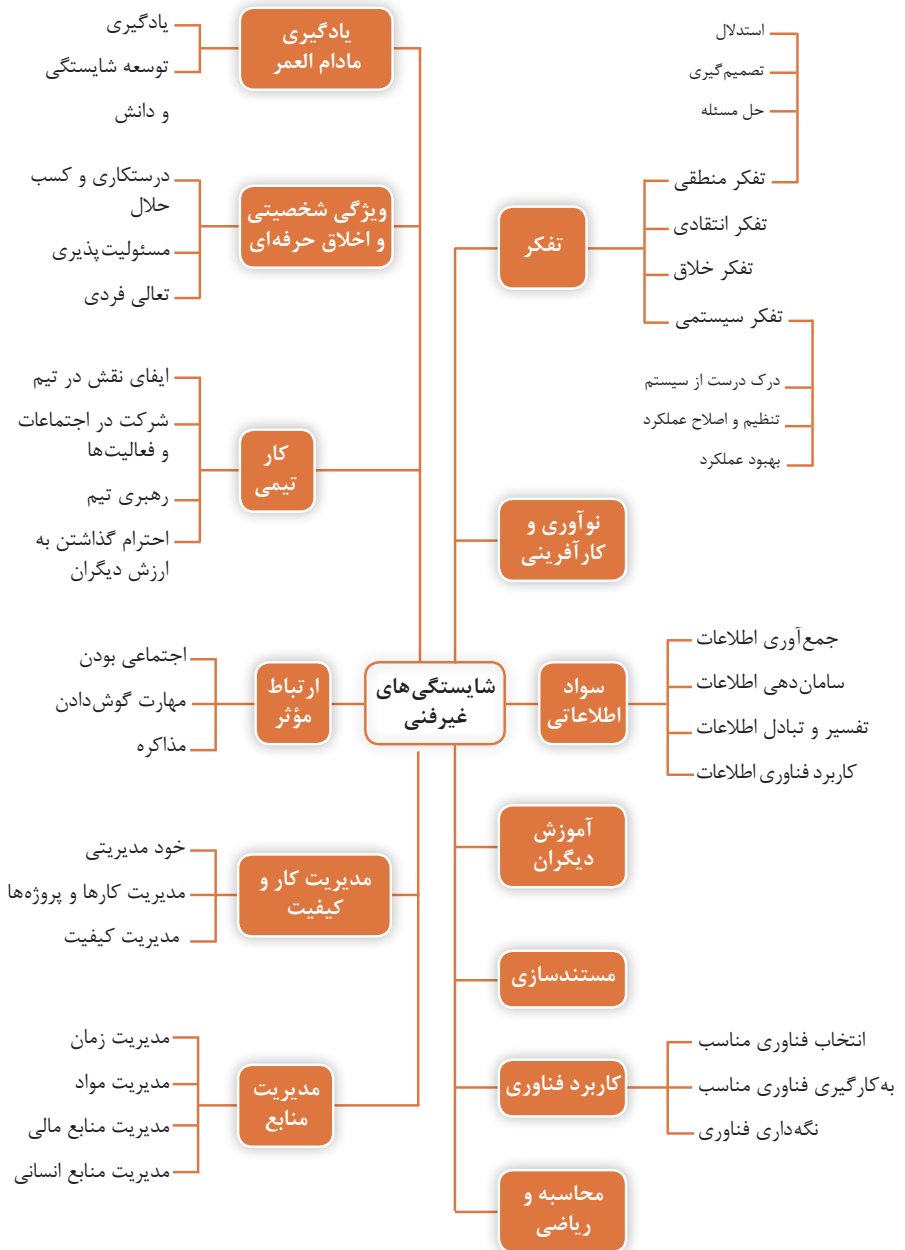 استدلال
تصمیم‌گیری
حل مسئله
تفکر منطقی
تفکر انتقادی
تفکر خلاق
تفکر سیستمی
درک درست از سیستم
تنظیم و اصلاح عملکرد
بهبود عملکرد
تفکر
نوآوری و
کارآفرینی
جمع‌آوری اطلاعات
سامان‌دهی اطلاعات
تفسیر و تبادل اطلاعات
کاربرد فناوری اطلاعات
سواد
اطلاعاتی
آموزش
دیگران
مستندسازی
انتخاب فناوری مناسب
به‌کارگیری فناوری مناسب
نگه‌داری فناوری
کاربرد فناوری
محاسبه و
ریاضی
شایستگی‌های
غیرفنی
یادگیری
مادام العمر
یادگیری
توسعه شایستگی
و دانش
ویژگی شخصیتی
و اخلاق حرفه‌ای
درستکاری و کسب
حلال
مسئولیت‌پذیری
تعالی فردی
کار
تیمی
ایفای نقش در تیم
شرکت در اجتماعات
و فعالیت‌ها
رهبری تیم
احترام گذاشتن به
ارزش دیگران
ارتباط
مؤثر
اجتماعی بودن
مهارت گوش‌دادن
مذاکره
مدیریت کار و
کیفیت
خود مدیریتی
مدیریت کارها و پروژه‌ها
مدیریت کیفیت
مدیریت
منابع
مدیریت زمان
مدیریت مواد
مدیریت منابع مالی
مدیریت منابع انسانی